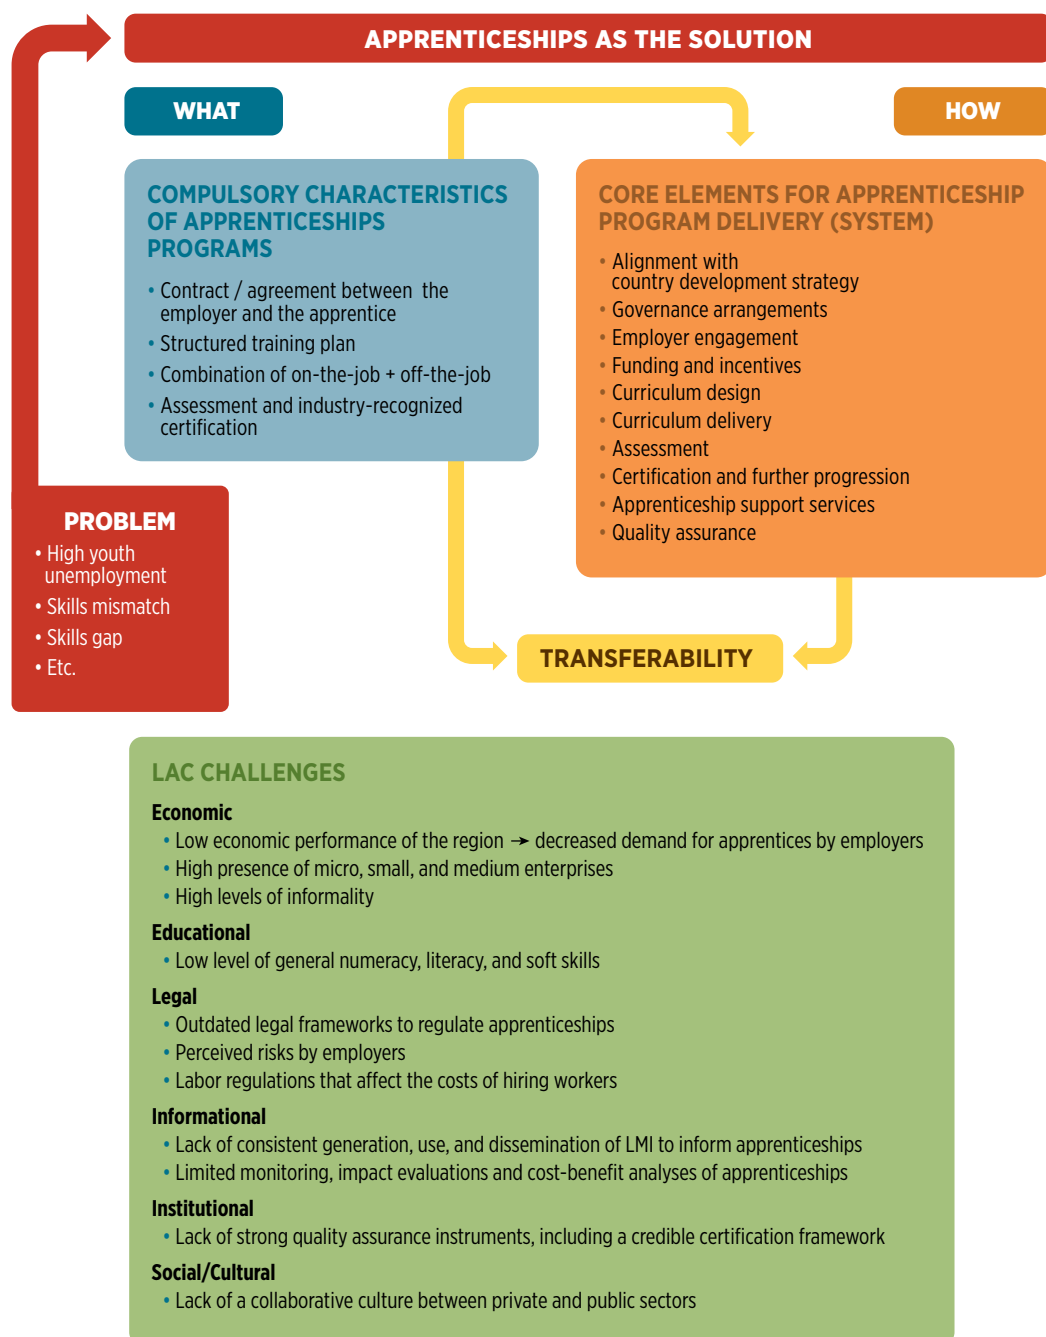 APPRENTICESHIPS AS THE SOLUTION
WHAT
HOW
COMPULSORY CHARACTERISTICS
OF APPRENTICESHIPS
PROGRAMS
• Contract / agreement between the
employer and the apprentice
• Structured training plan
• Combination of on-the-job + off-the-job
• Assessment and industry-recognized
certification
CORE ELEMENTS FOR APPRENTICESHIP
PROGRAM DELIVERY (SYSTEM)
• Alignment with
country development strategy
• Governance arrangements
• Employer engagement
• Funding and incentives
• Curriculum design
• Curriculum delivery
• Assessment
• Certification and further progression
• Apprenticeship support services
• Quality assurance
PROBLEM
• High youth
unemployment
• Skills mismatch
• Skills gap
• Etc.
TRANSFERABILITY
LAC CHALLENGES
Economic
• Low economic performance of the region → decreased demand for apprentices by employers
• High presence of micro, small, and medium enterprises
• High levels of informality
Educational
• Low level of general numeracy, literacy, and soft skills
Legal
• Outdated legal frameworks to regulate apprenticeships
• Perceived risks by employers
• Labor regulations that affect the costs of hiring workers
Informational
• Lack of consistent generation, use, and dissemination of LMI to inform apprenticeships
• Limited monitoring, impact evaluations and cost-benefit analyses of apprenticeships
Institutional
• Lack of strong quality assurance instruments, including a credible certification framework
Social/Cultural
• Lack of a collaborative culture between private and public sectors